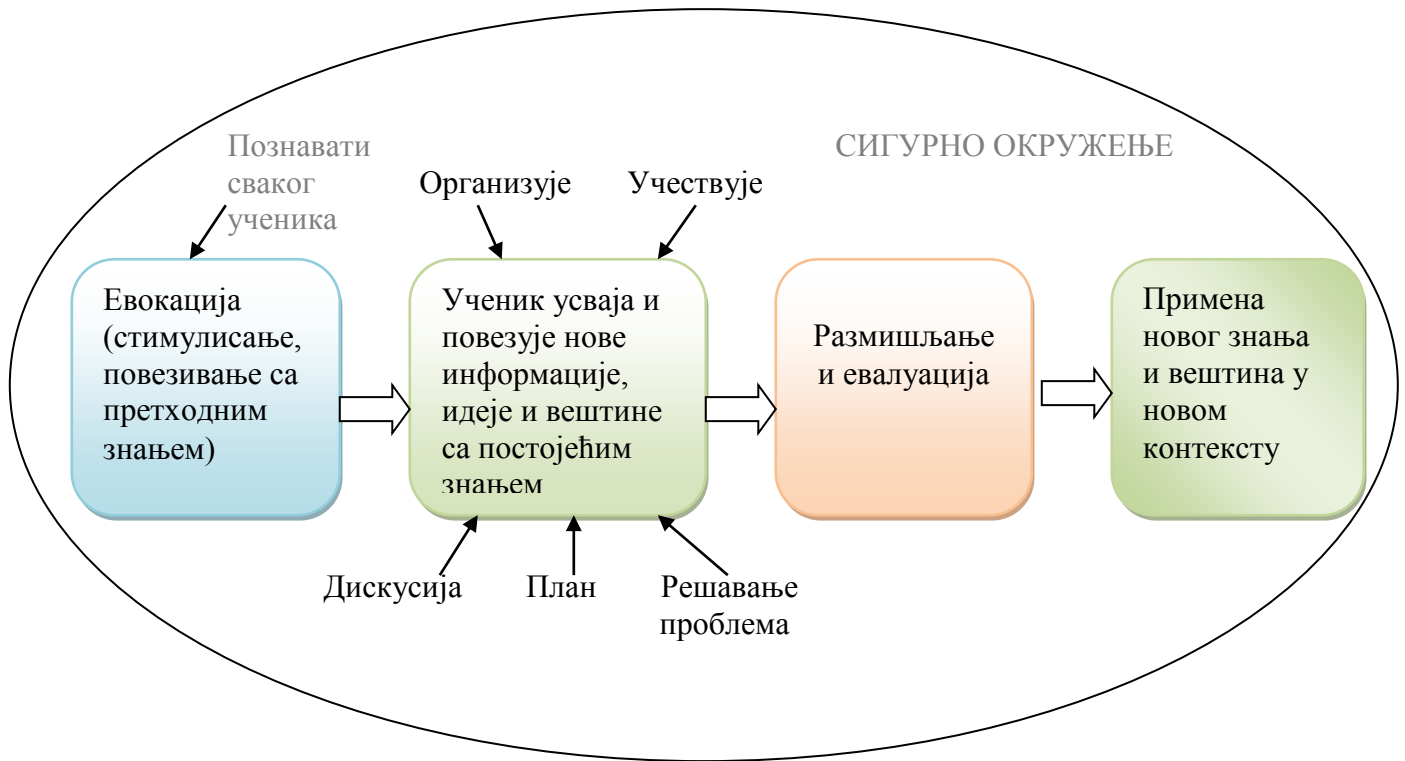 Познавати
сваког
ученика
СИГУРНО ОКРУЖЕЊЕ
Организује
Учествује
Евокација
(стимулисање,
повезивање са
претходним
знањем)
Ученик усваја и
повезује нове
информације,
идеје и вештине
са постојећим
знањем
Размишљање
и евалуација
Примена
новог знања
и вештина у
новом
контексту
Дискусија
План
Решавање
проблема